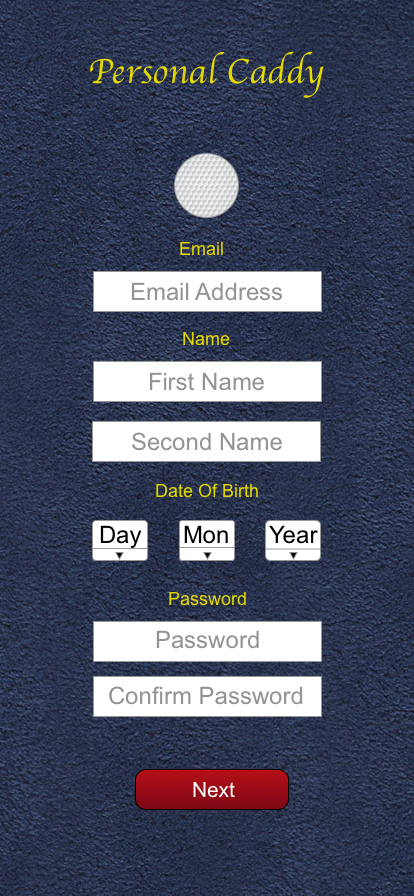 Personal Caddy
Email
Email Address
Name
First Name
Second Name
Date Of Birth
Day Mon Year
Password
Password
Confirm Password
Next